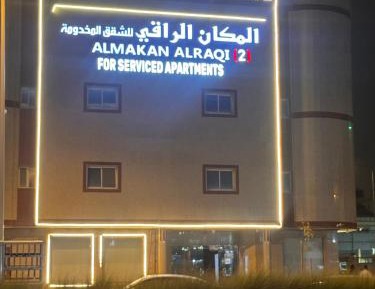 المكان الراقي للشقق المخدومة
ALMAKAN ALRAQI (2)
FOR SERVICED APARTMENTS